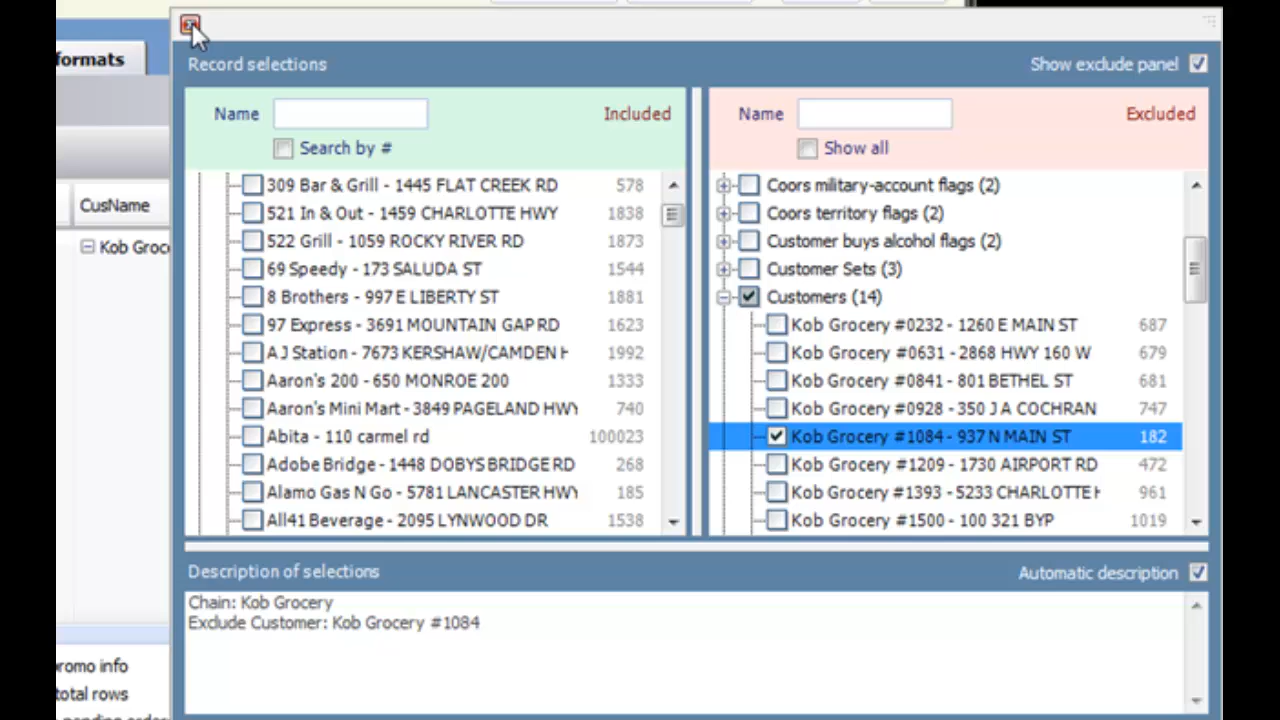 formats
CusName
Kob Groc
romo info
total rows
Record selections
Show exclude panel
Name
Included
Search by #
309 Bar & Grill - 1445 FLAT CREEK RD 578
521 In & Out - 1459 CHARLOTTE HWY 1838
522 Grill - 1059 ROCKY RIVER RD 1873
69 Speedy - 173 SALUDA ST 1544
8 Brothers - 997 E LIBERTY ST 1881
97 Express - 3691 MOUNTAIN GAP RD 1623
A J Station - 7673 KERSHAW/CAMDEN H 1992
Aaron's 200 - 650 MONROE 200 1333
Aaron's Mini Mart - 3849 PAGELAND HWY 740
Abita - 110 carmel rd 100023
Adobe Bridge - 1448 DOBYS BRIDGE RD 268
Alamo Gas N Go - 5781 LANCASTER HWY 185
All41 Beverage - 2095 LYNWOOD DR 1538
Name
Excluded
Show all
Coors military-account flags (2)
Coors territory flags (2)
Customer buys alcohol flags (2)
Customer Sets (3)
Customers (14)
Kob Grocery #0232 - 1260 E MAIN ST 687
Kob Grocery #0631 - 2868 HWY 160 W 679
Kob Grocery #0841 - 801 BETHEL ST 681
Kob Grocery #0928 - 350 J A COCHRAN 747
Kob Grocery #1084 - 937 N MAIN ST 182
Kob Grocery #1209 - 1730 AIRPORT RD 472
Kob Grocery #1393 - 5233 CHARLOTTE H 961
Kob Grocery #1500 - 100 321 BYP 1019
Description of selections
Automatic description
Chain: Kob Grocery
Exclude Customer: Kob Grocery #1084